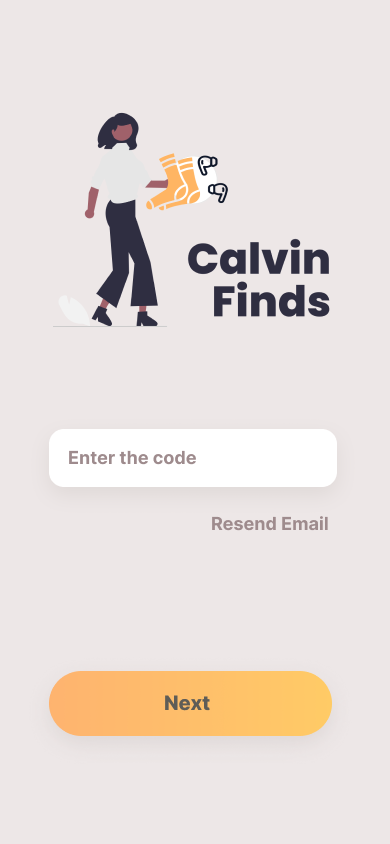 Calvin
Finds
Enter the code
Resend Email
Next